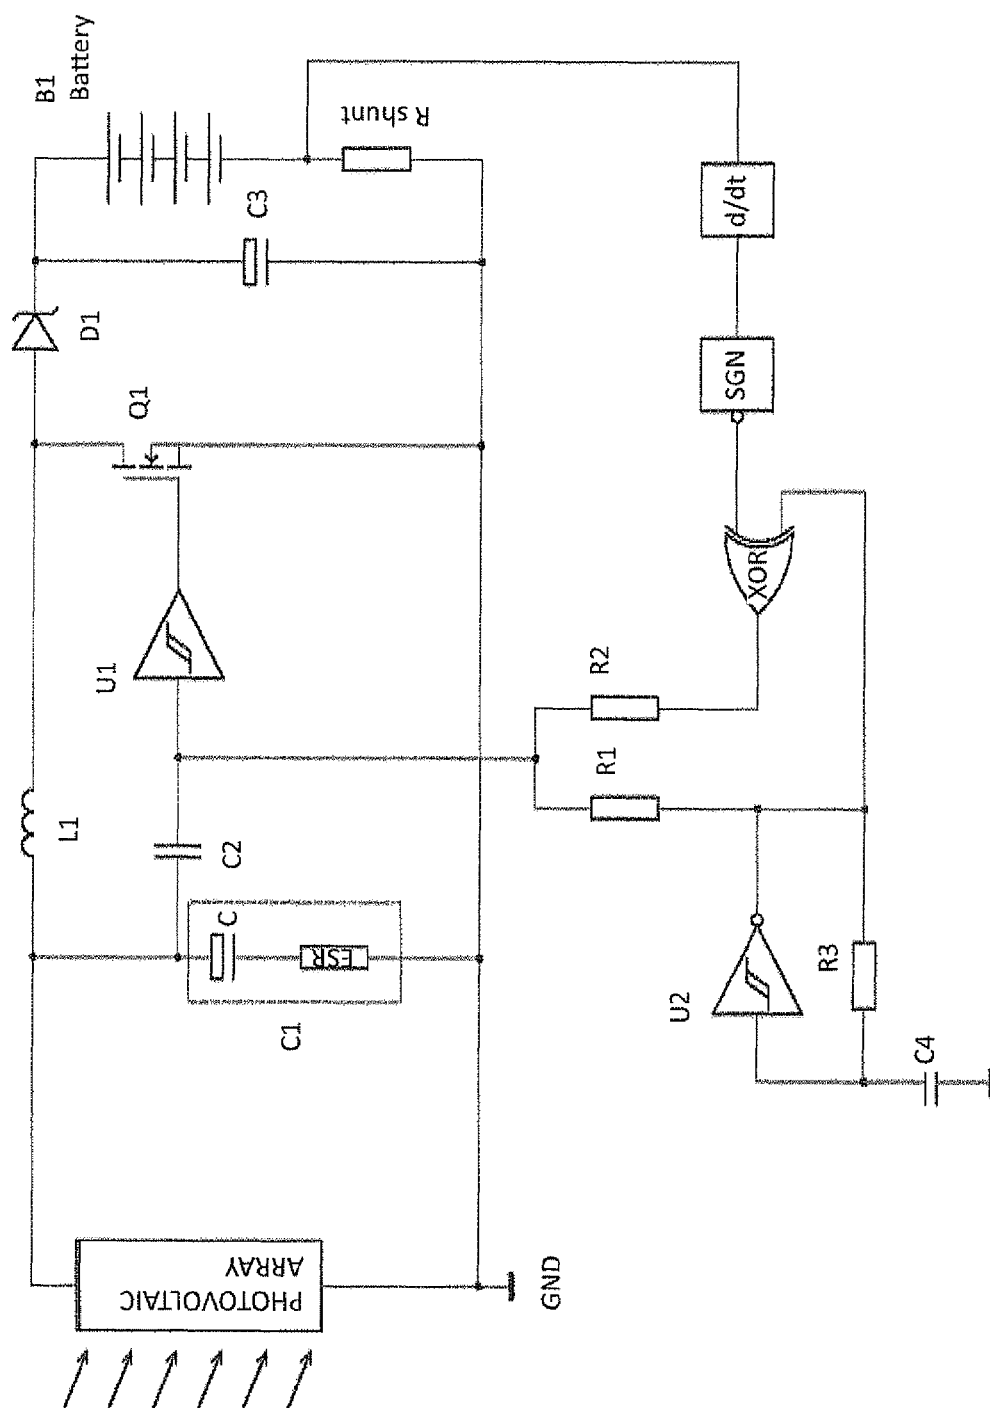 PHOTOVOLTAIC
ARRAY
GND
C1
C
ESR
C2
L1
U1
Q1
D1
C3
B1
Battery
R shunt
d/dt
SGN
XOR
R2
R1
U2
R3
C4